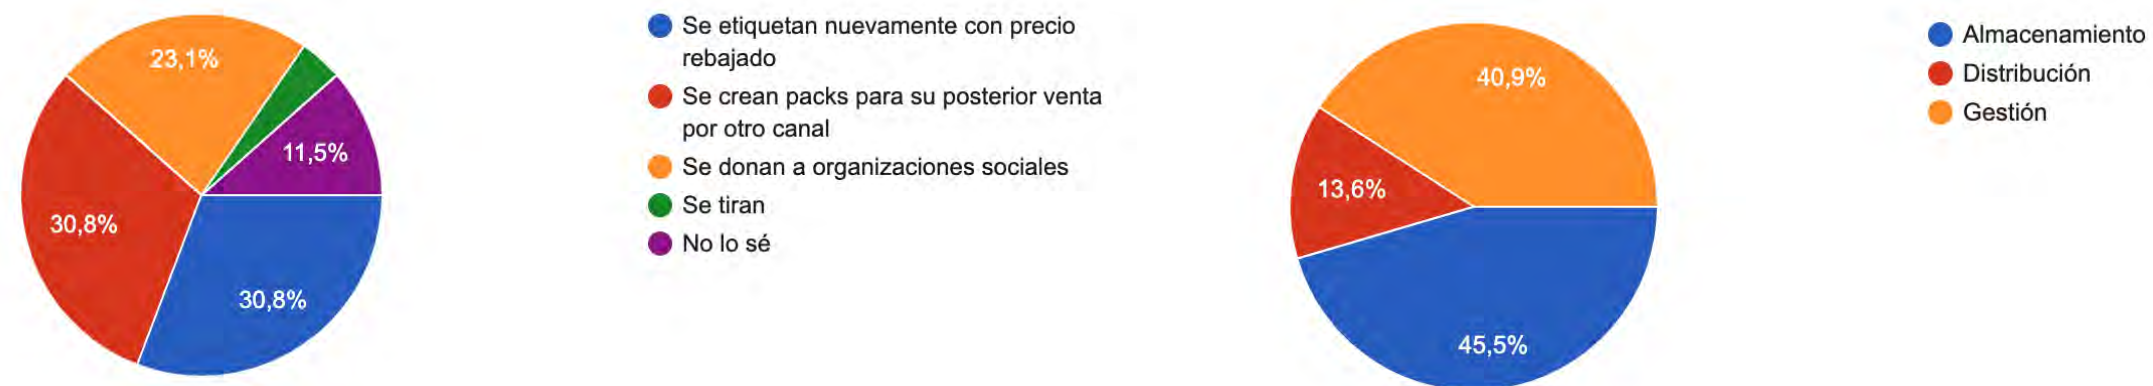 23,1%
11,5%
30,8%
30,8%
Se etiquetan nuevamente con precio
rebajado
Se crean packs para su posterior venta
por otro canal
Se donan a organizaciones sociales
Se tiran
No lo sé
40,9%
13,6%
45,5%
Almacenamiento
Distribución
Gestión